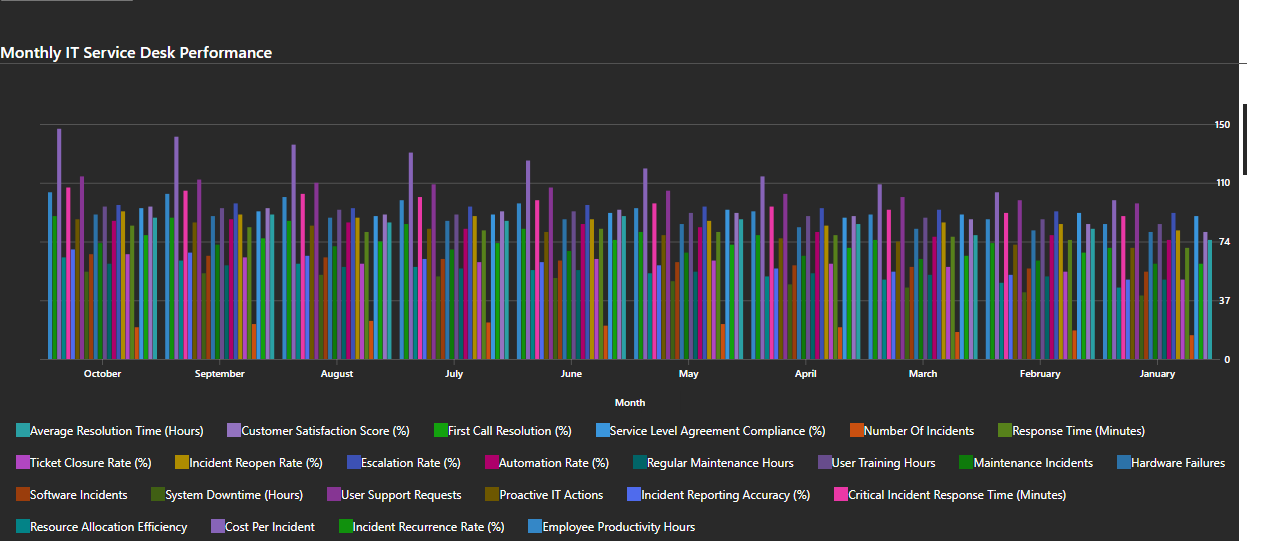 Monthly IT Service Desk Performance
150
110
74
37
0
October September August July June May April March February January
Month
Average Resolution Time (Hours) Customer Satisfaction Score (%) First Call Resolution (%) Service Level Agreement Compliance (%) Number Of Incidents Response Time (Minutes)
Ticket Closure Rate (%) Incident Reopen Rate (%) Escalation Rate (%) Automation Rate (%) Regular Maintenance Hours User Training Hours Maintenance Incidents Hardware Failures
Software Incidents System Downtime (Hours) User Support Requests Proactive IT Actions Incident Reporting Accuracy (%) Critical Incident Response Time (Minutes)
Resource Allocation Efficiency Cost Per Incident Incident Recurrence Rate (%) Employee Productivity Hours